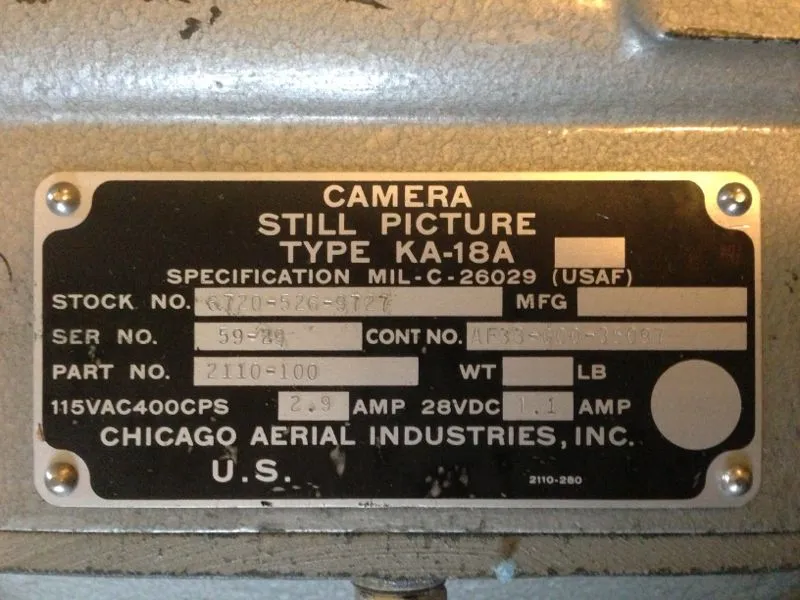 CAMERA
STILL PICTURE
TYPE KA-18A
SPECIFICATION MIL-C-26029 (USAF)
STOCK NO. 6720-526-9727 MFG
SER NO. 59-29 CONT NO.
PART NO. 2110-100 WT LB
115VAC400CPS 2.9 AMP 28VDC 1.1 AMP
CHICAGO AERIAL INDUSTRIES, INC.
U.S. 2110-280